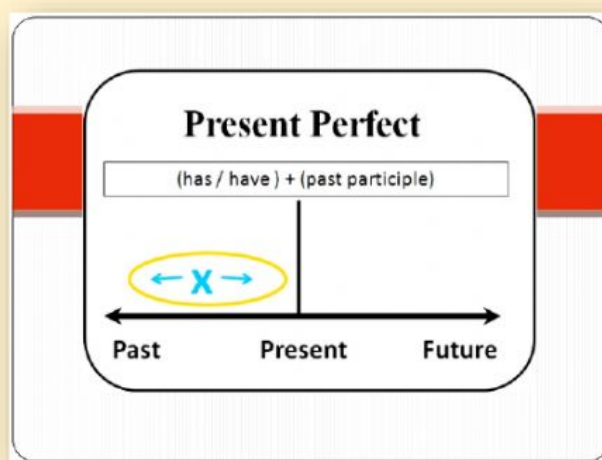 Present Perfect
(has / have ) + (past participle)
X
Past Present Future